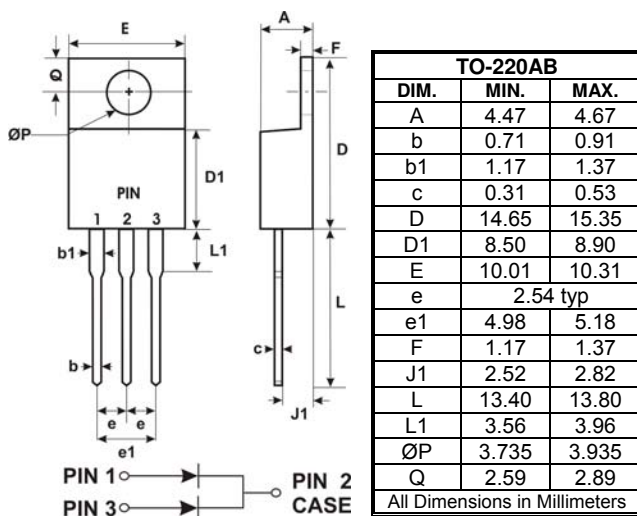 E
A
F
Q
ØP
D1
D
PIN
1 2 3
b1
L1
L
c
b
J1
e e
e1
PIN 1
PIN 3
PIN 2
CASE
TO-220AB
DIM. MIN. MAX.
A 4.47 4.67
b 0.71 0.91
b1 1.17 1.37
c 0.31 0.53
D 14.65 15.35
D1 8.50 8.90
E 10.01 10.31
e 2.54 typ
e1 4.98 5.18
F 1.17 1.37
J1 2.52 2.82
L 13.40 13.80
L1 3.56 3.96
ØP 3.735 3.935
Q 2.59 2.89
All Dimensions in Millimeters